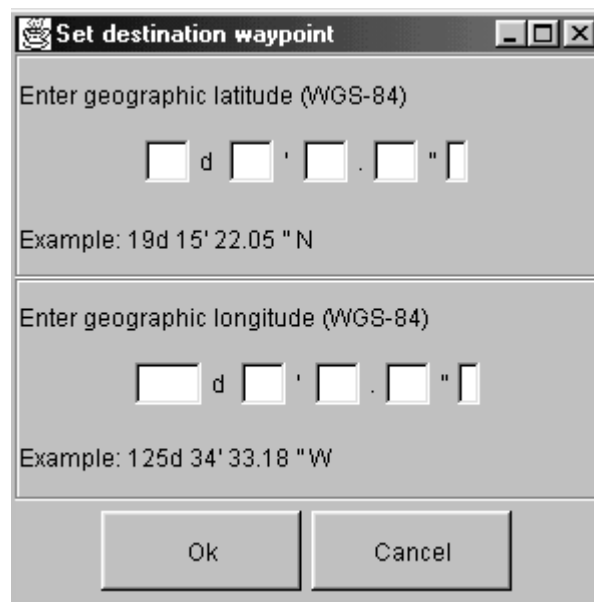 Set destination waypoint
Enter geographic latitude (WGS-84)
d ' . "
Example: 19d 15' 22.05 " N
Enter geographic longitude (WGS-84)
d ' . "
Example: 125d 34' 33.18 " W
Ok Cancel